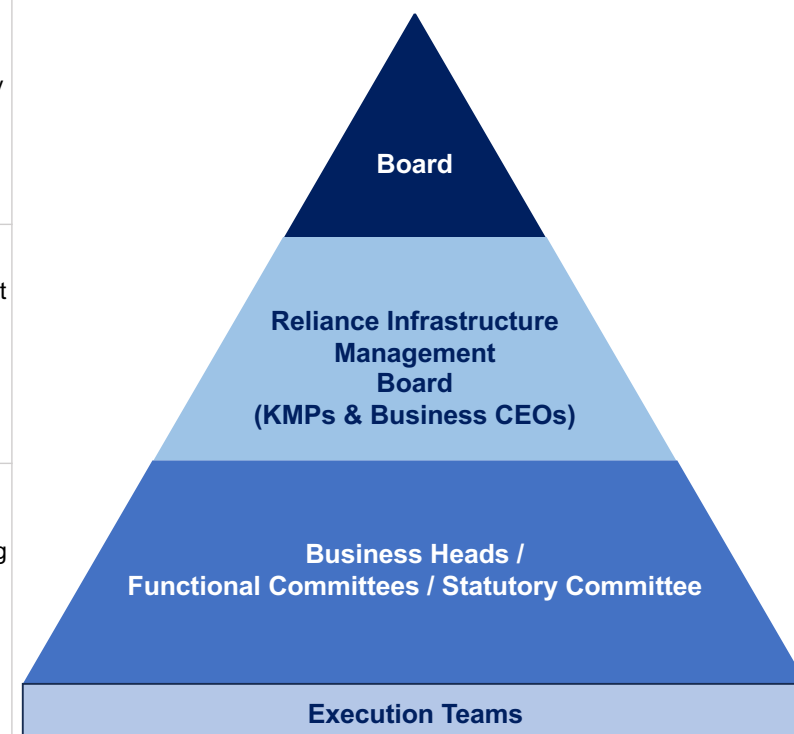 Board
Reliance Infrastructure
Management
Board
(KMPs & Business CEOs)
Business Heads /
Functional Committees / Statutory Committee
Execution Teams